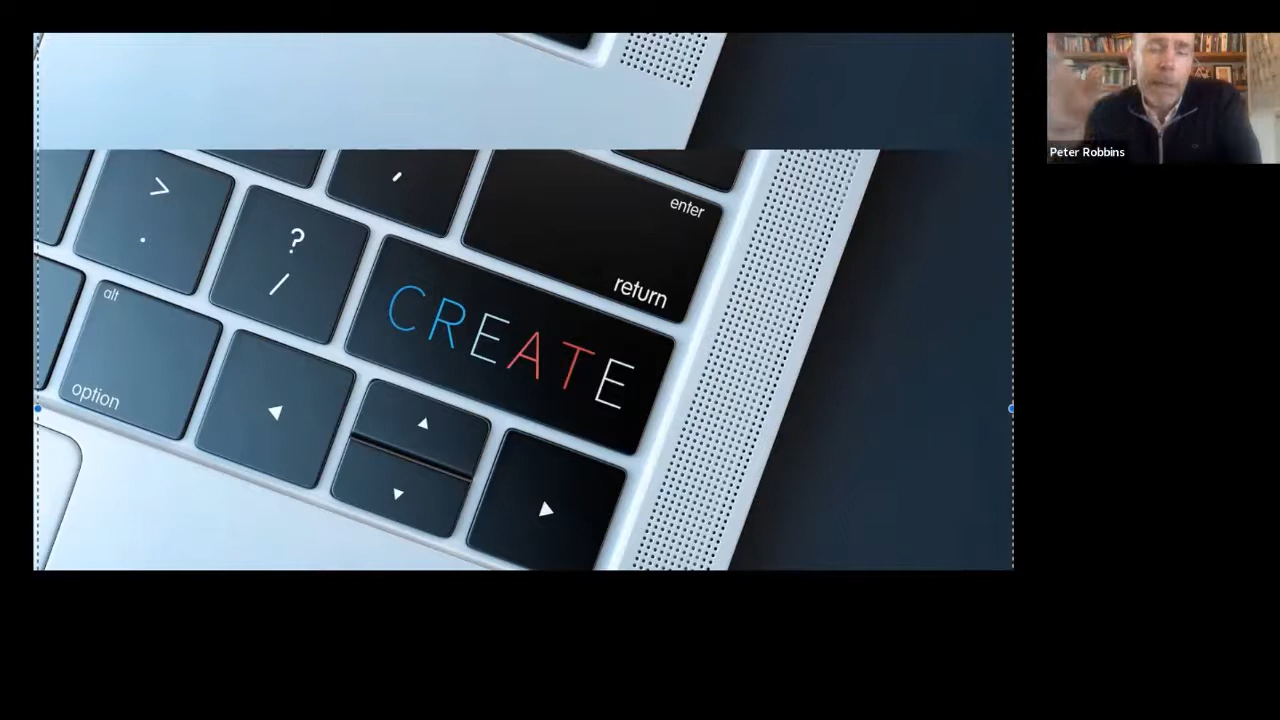 enter
return
> .
? /
,
CREATE
alt
option
Peter Robbins